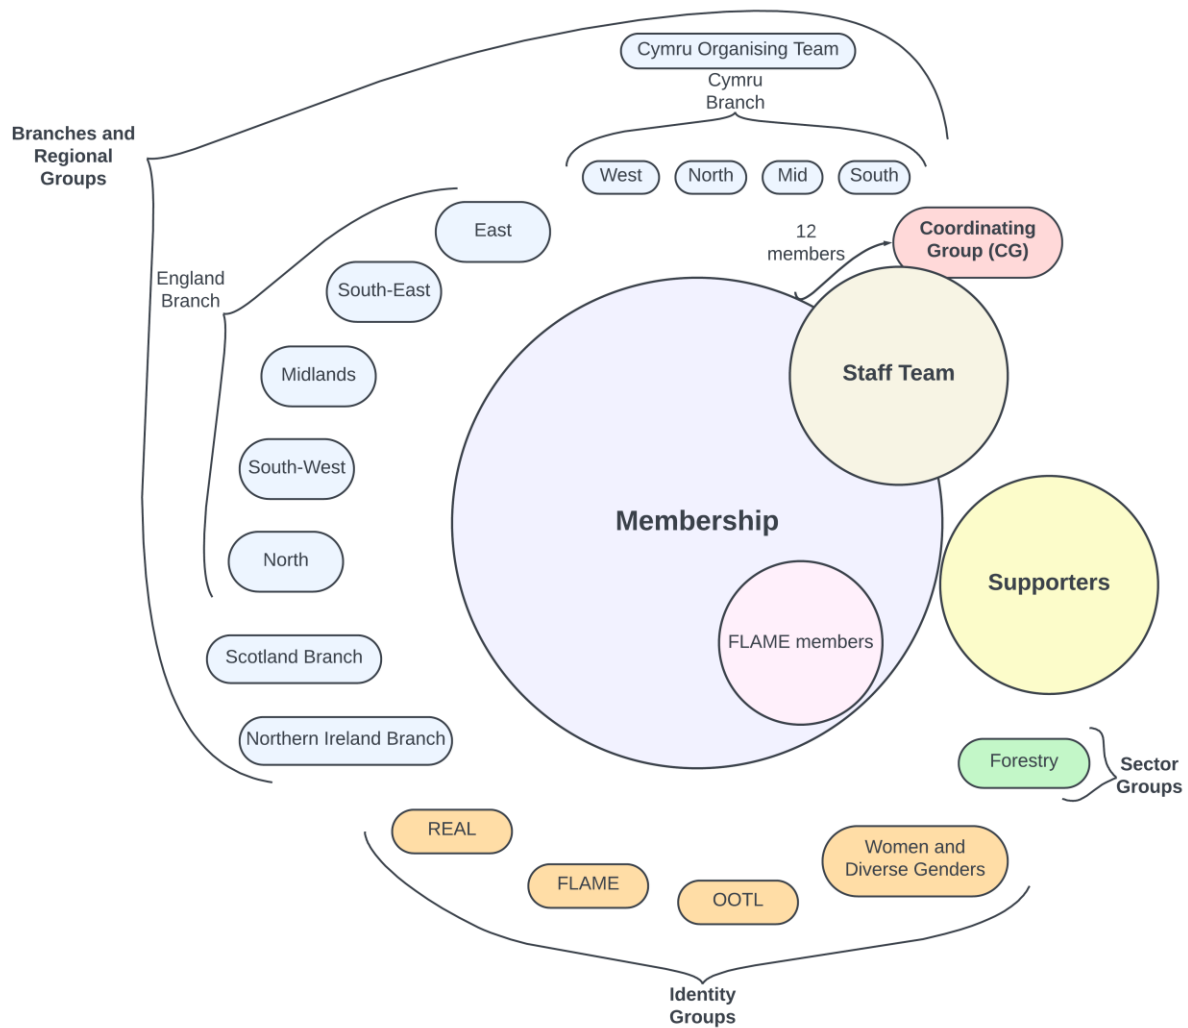 Cymru Organising Team
Cymru
Branch
Branches and
Regional
Groups
West
North
Mid
South
East
12
members
Coordinating
Group (CG)
England
Branch
South-East
Midlands
Staff Team
South-West
Membership
North
Supporters
FLAME members
Scotland Branch
Northern Ireland Branch
Forestry
Sector
Groups
REAL
FLAME
OOTL
Women and
Diverse Genders
Identity
Groups